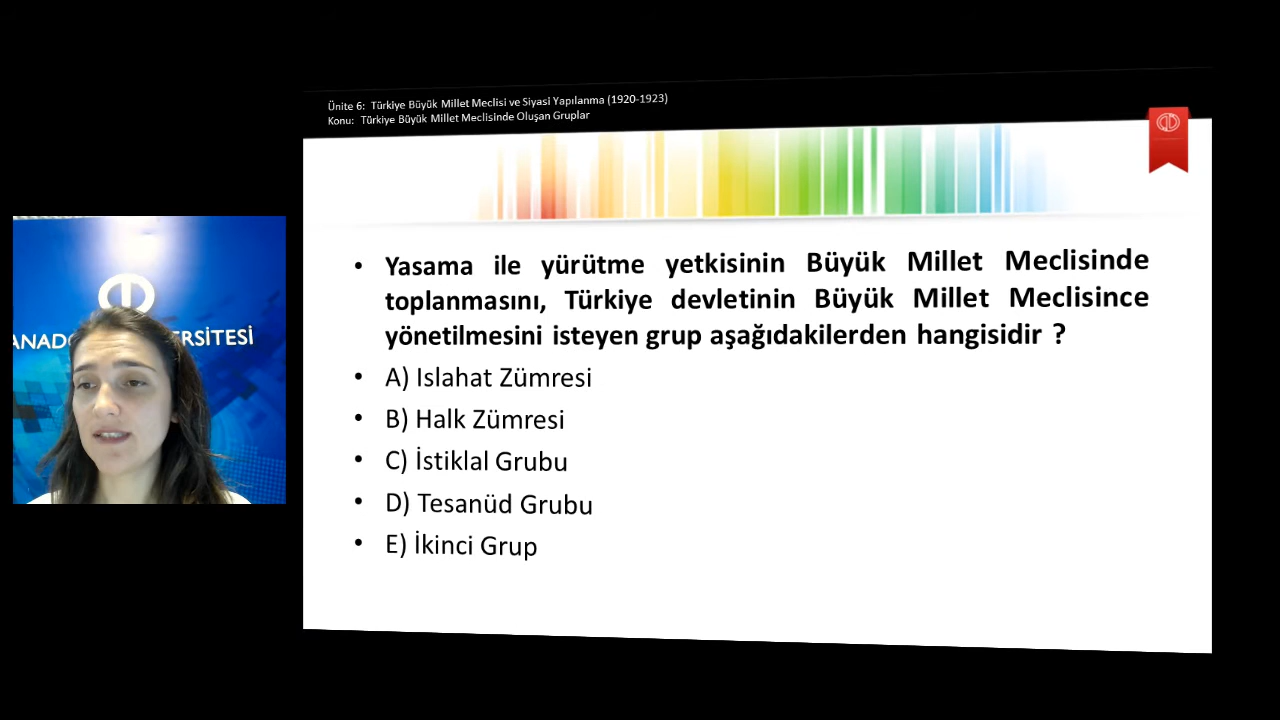 Ünite 6: Türkiye Büyük Millet Meclisi ve Siyasî Yapılanma (1920-1923)
Konu: Türkiye Büyük Millet Meclisinde Oluşan Gruplar
• Yasama ile yürütme yetkisinin Büyük Millet Meclisinde
toplanmasını, Türkiye devletinin Büyük Millet Meclisince
yönetilmesini isteyen grup aşağıdakilerden hangisidir ?
• A) Islahat Zümresi
• B) Halk Zümresi
• C) İstiklal Grubu
• D) Tesanüd Grubu
• E) İkinci Grup
ANADO ERSİTESİ